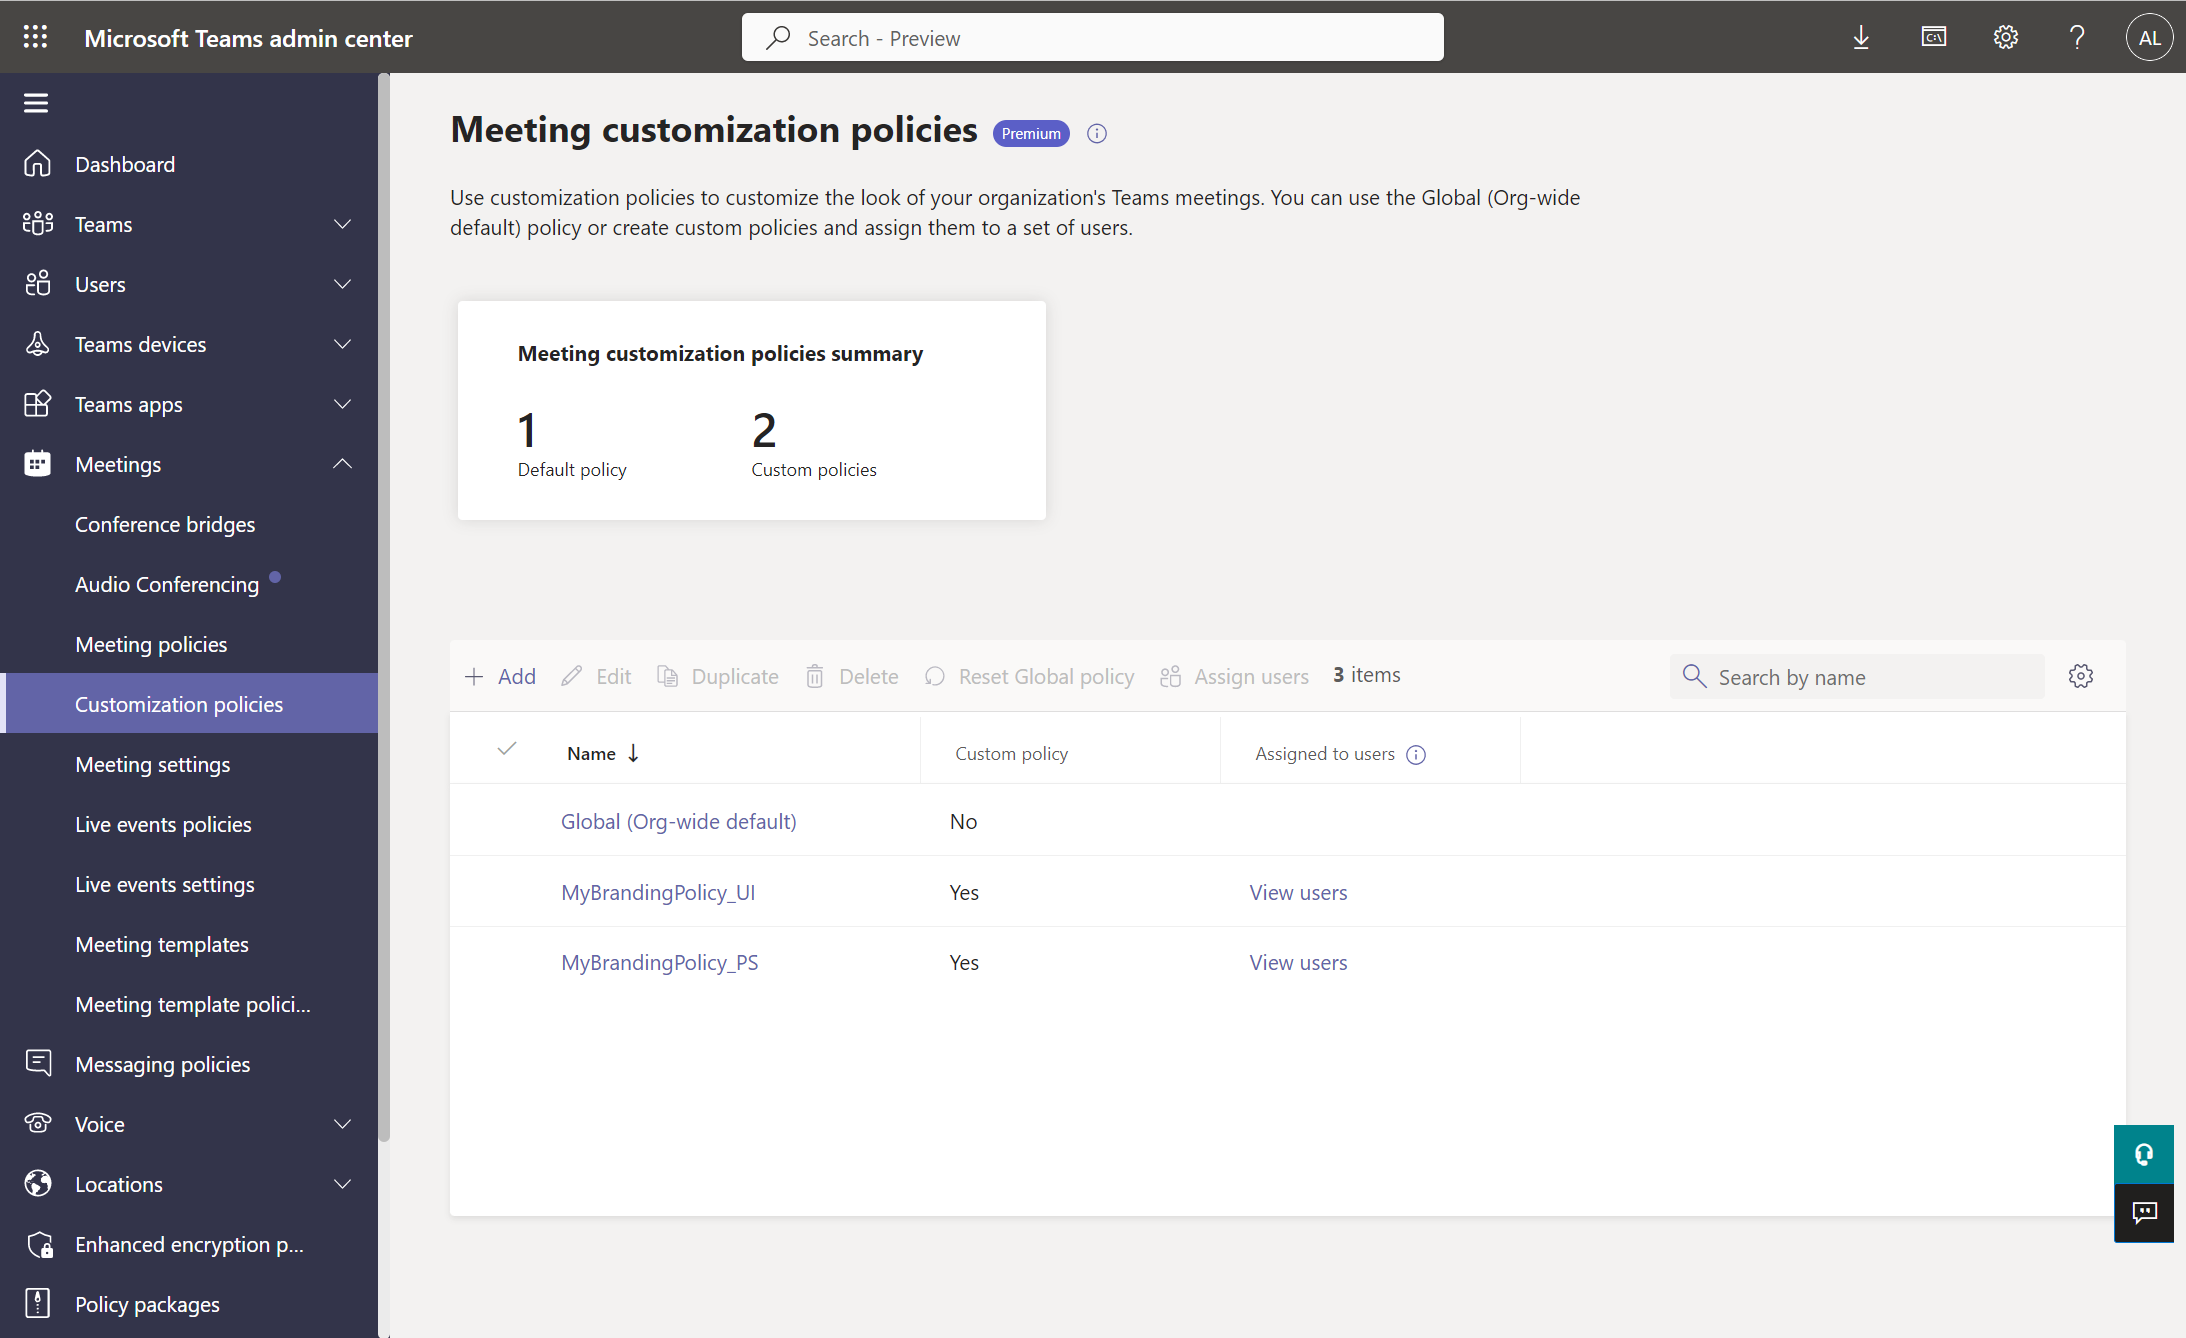 Microsoft Teams admin center
Search - Preview
C:\
AL
Dashboard
Teams
Users
Teams devices
Teams apps
Meetings
Conference bridges
Audio Conferencing
Meeting policies
Customization policies
Meeting settings
Live events policies
Live events settings
Meeting templates
Meeting template polici...
Messaging policies
Voice
Locations
Enhanced encryption p...
Policy packages
Meeting customization policies Premium
Use customization policies to customize the look of your organization's Teams meetings. You can use the Global (Org-wide
default) policy or create custom policies and assign them to a set of users.
Meeting customization policies summary
1 2
Default policy Custom policies
Add Edit Duplicate Delete Reset Global policy Assign users 3 items Search by name
Name ↓ Custom policy Assigned to users
Global (Org-wide default) No
MyBrandingPolicy_UI Yes View users
MyBrandingPolicy_PS Yes View users